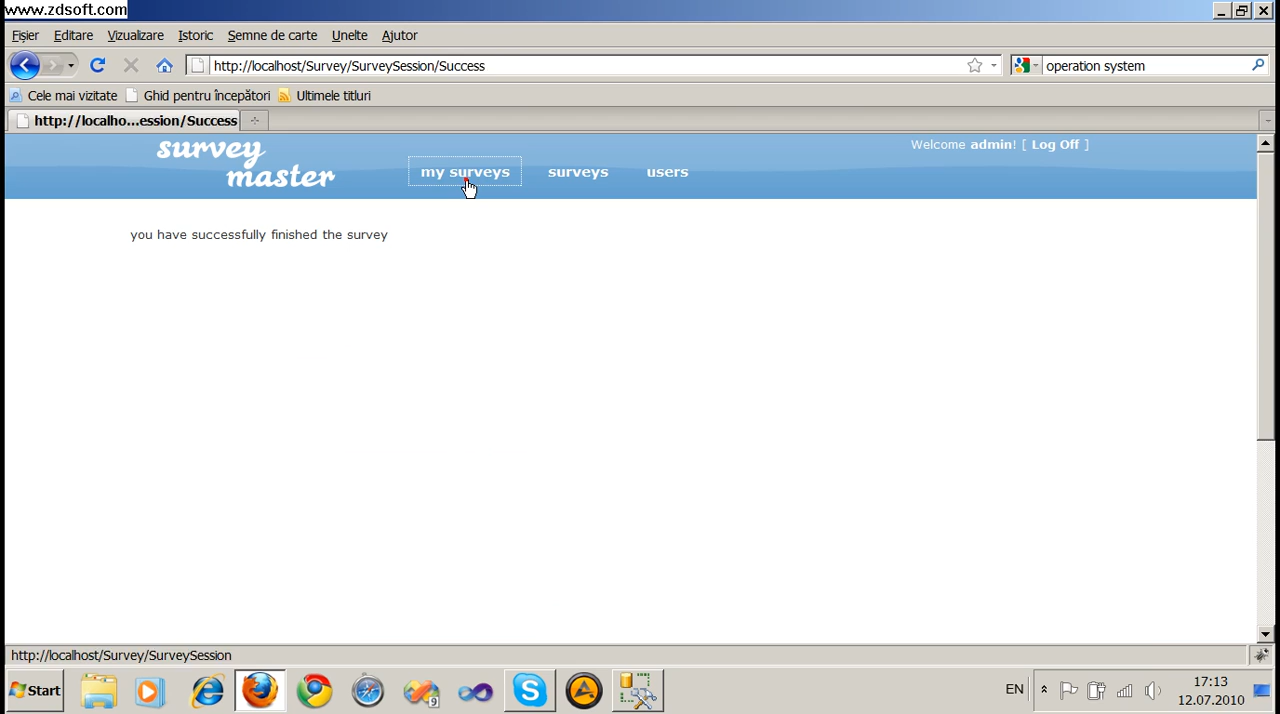 www.zdsoft.com
Fişier Editare Vizualizare Istoric Semne de carte Unelte Ajutor
http://localhost/Survey/SurveySession/Success
operation system
Cele mai vizitate Ghid pentru începători Ultimele titluri
http://localho...ession/Success
survey
master
my surveys surveys users
Welcome admin! [ Log Off ]
you have successfully finished the survey
http://localhost/Survey/SurveySession
Start
9
EN
17:13
12.07.2010